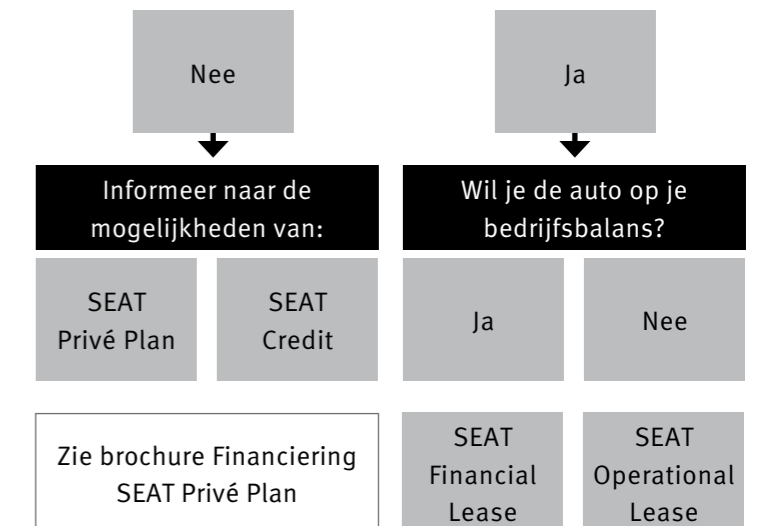 Nee
Ja
Informeer naar de
mogelijkheden van:
Wil je de auto op je
bedrijfsbalans?
SEAT
Privé Plan
SEAT
Credit
Ja
Nee
Zie brochure Financiering
SEAT Privé Plan
SEAT
Financial
Lease
SEAT
Operational
Lease